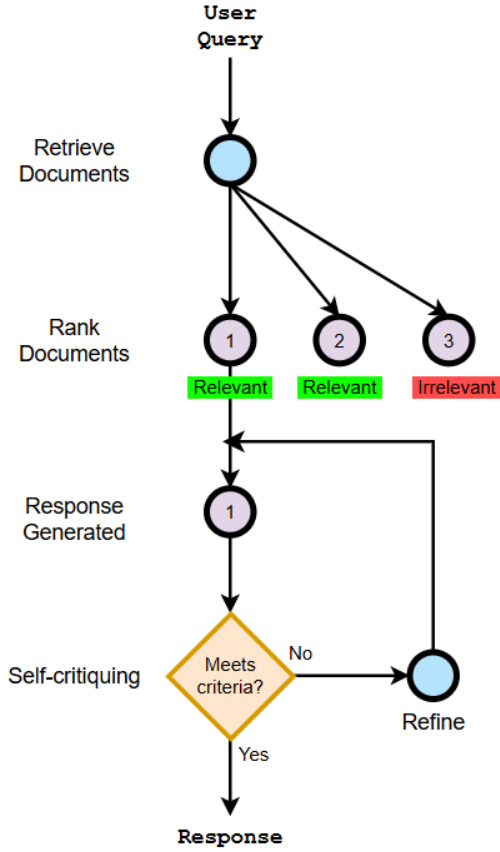 User
Query
Retrieve
Documents
Rank
Documents
1
2
3
Relevant
Relevant
Irrelevant
Response
Generated
1
Self-critiquing
Meets
criteria?
No
Refine
Yes
Response